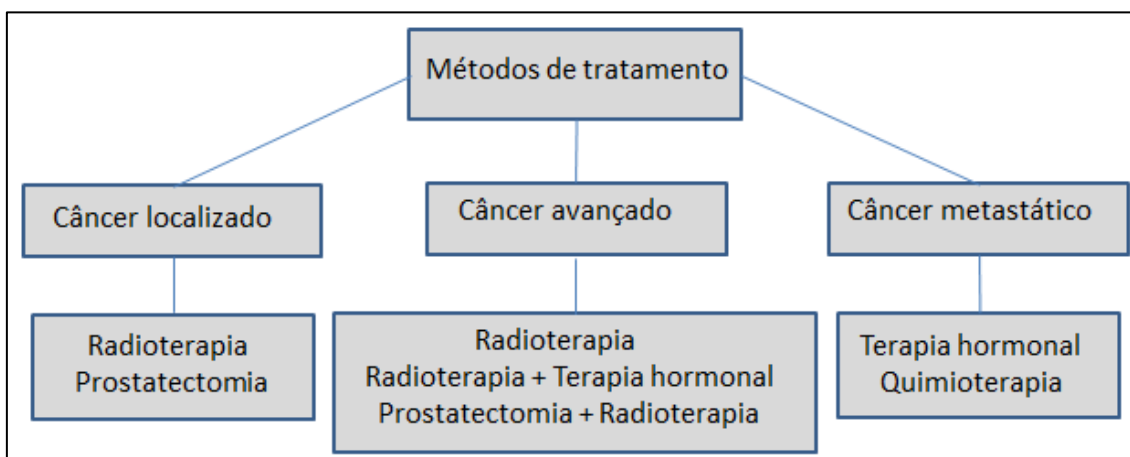 Métodos de tratamento
Câncer localizado
Câncer avançado
Câncer metastático
Radioterapia
Prostatectomia
Radioterapia
Radioterapia + Terapia hormonal
Prostatectomia + Radioterapia
Terapia hormonal
Quimioterapia